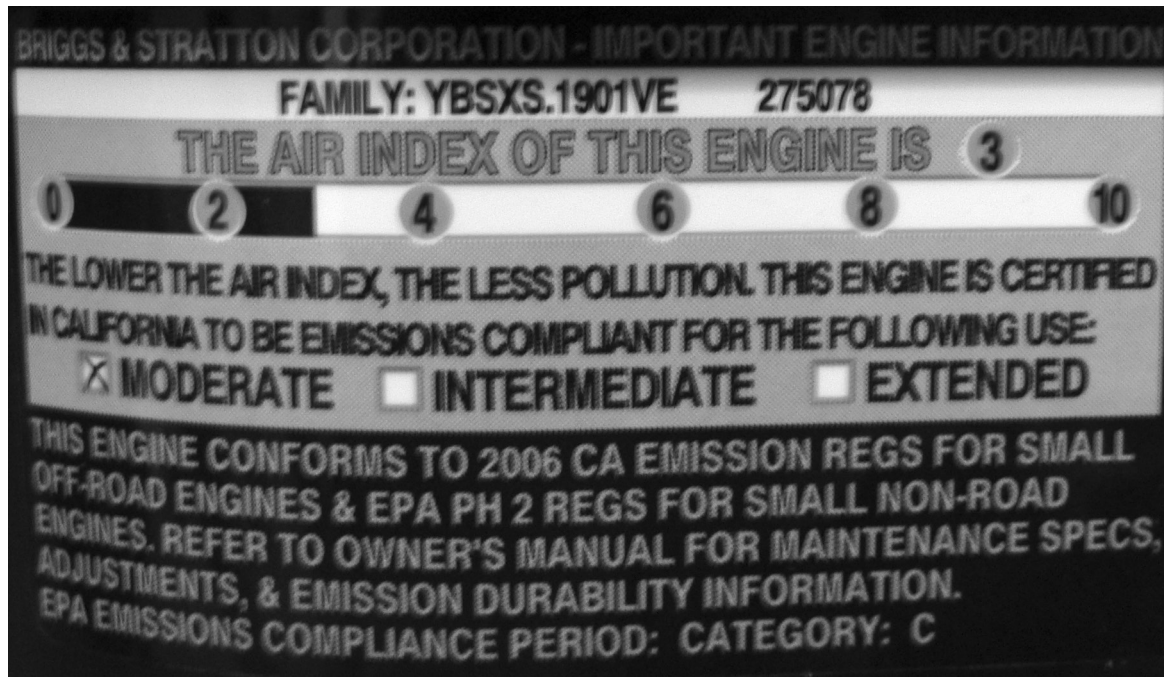 BRIGGS & STRATTON CORPORATION - IMPORTANT ENGINE INFORMATION
FAMILY: YBSXS.1901VE 275078
THE AIR INDEX OF THIS ENGINE IS 3
0 2 4 6 8 10
THE LOWER THE AIR INDEX, THE LESS POLLUTION. THIS ENGINE IS CERTIFIED
IN CALIFORNIA TO BE EMISSIONS COMPLIANT FOR THE FOLLOWING USE:
X MODERATE INTERMEDIATE EXTENDED
THIS ENGINE CONFORMS TO 2006 CA EMISSION REGS FOR SMALL
OFF-ROAD ENGINES & EPA PH 2 REGS FOR SMALL NON-ROAD
ENGINES. REFER TO OWNER'S MANUAL FOR MAINTENANCE SPECS,
ADJUSTMENTS, & EMISSION DURABILITY INFORMATION.
EPA EMISSIONS COMPLIANCE PERIOD: CATEGORY: C